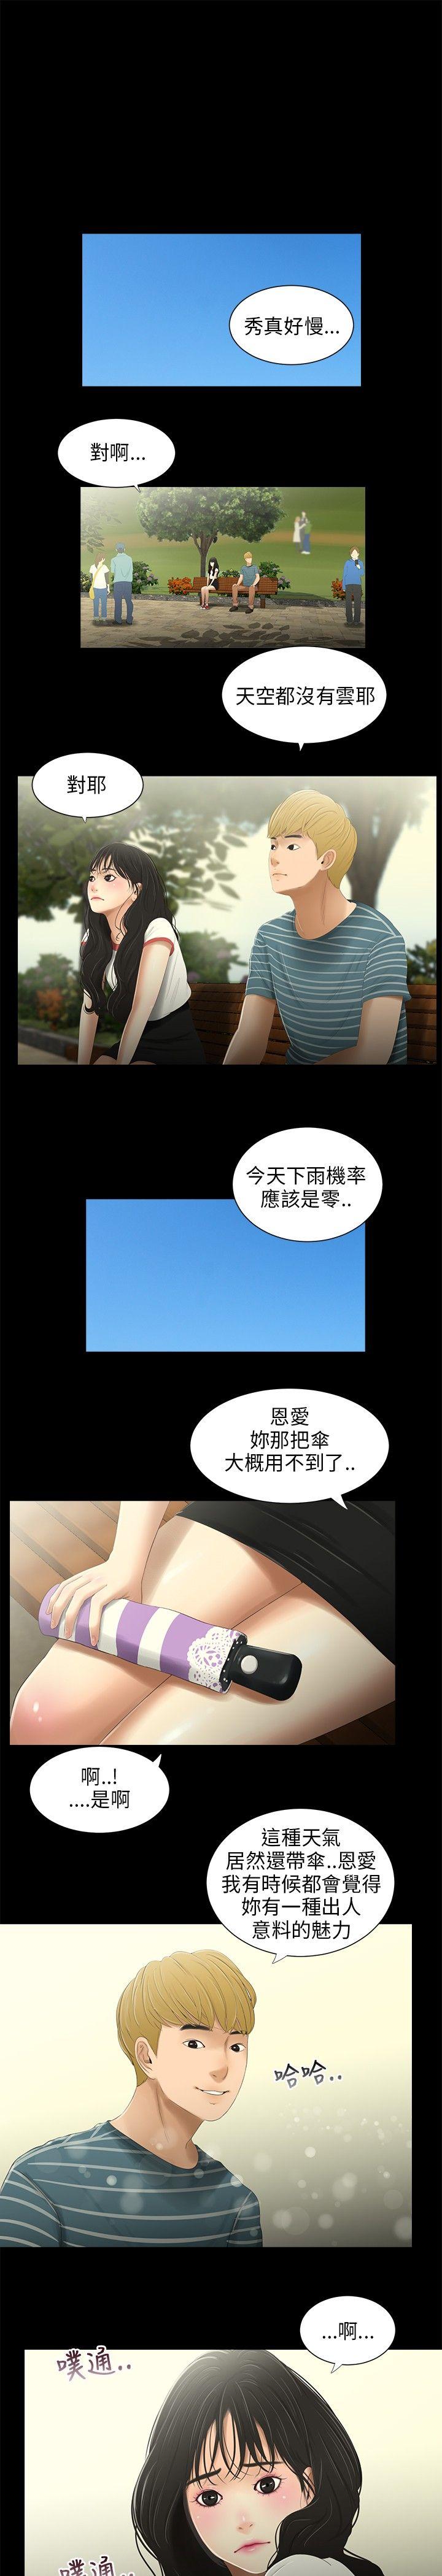 秀真好慢...
對啊...
天空都沒有雲耶
對耶
今天下雨機率
應該是零..
恩愛
妳那把傘
大概用不到了..
啊..!
....是啊
這種天氣
居然還帶傘..恩愛
我有時候都會覺得
妳有一種出人
意料的魅力
哈哈..
...啊...
噗通..
噗通..